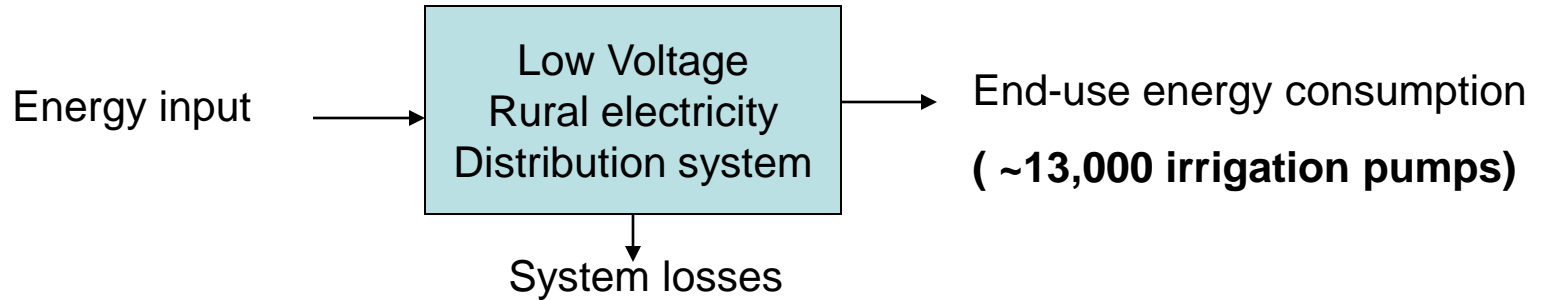 Energy input
Low Voltage
Rural electricity
Distribution system
End-use energy consumption
( ~13,000 irrigation pumps)
System losses